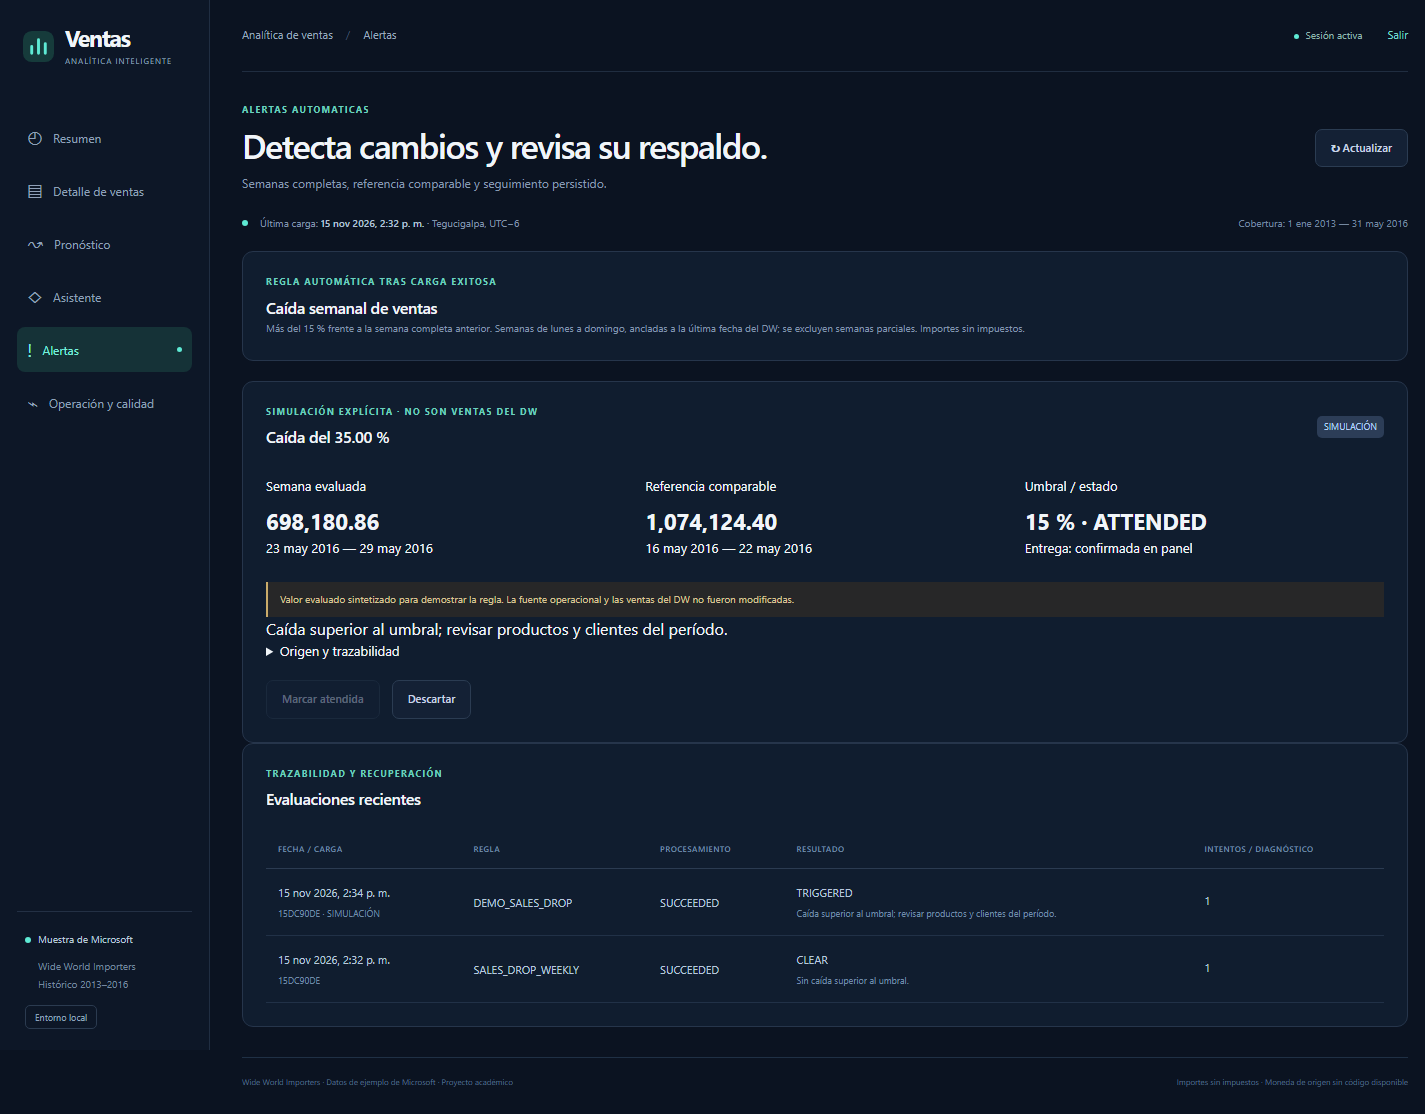 Ventas
ANALÍTICA INTELIGENTE
Resumen
Detalle de ventas
Pronóstico
Asistente
! Alertas
Operación y calidad
Muestra de Microsoft
Wide World Importers
Histórico 2013–2016
Entorno local
Analítica de ventas / Alertas
Sesión activa
Salir
ALERTAS AUTOMATICAS
Detecta cambios y revisa su respaldo.
↻ Actualizar
Semanas completas, referencia comparable y seguimiento persistido.
Última carga: 15 nov 2026, 2:32 p. m. · Tegucigalpa, UTC−6
Cobertura: 1 ene 2013 — 31 may 2016
REGLA AUTOMÁTICA TRAS CARGA EXITOSA
Caída semanal de ventas
Más del 15 % frente a la semana completa anterior. Semanas de lunes a domingo, ancladas a la última fecha del DW; se excluyen semanas parciales. Importes sin impuestos.
SIMULACIÓN EXPLÍCITA · NO SON VENTAS DEL DW
Caída del 35.00 %
SIMULACIÓN
Semana evaluada
698,180.86
23 may 2016 — 29 may 2016
Referencia comparable
1,074,124.40
16 may 2016 — 22 may 2016
Umbral / estado
15 % · ATTENDED
Entrega: confirmada en panel
Valor evaluado sintetizado para demostrar la regla. La fuente operacional y las ventas del DW no fueron modificadas.
Caída superior al umbral; revisar productos y clientes del período.
▶ Origen y trazabilidad
Marcar atendida
Descartar
TRAZABILIDAD Y RECUPERACIÓN
Evaluaciones recientes
FECHA / CARGA REGLA PROCESAMIENTO RESULTADO INTENTOS / DIAGNÓSTICO
15 nov 2026, 2:34 p. m.
15DC90DE · SIMULACIÓN
DEMO_SALES_DROP
SUCCEEDED
TRIGGERED
Caída superior al umbral; revisar productos y clientes del período.
1
15 nov 2026, 2:32 p. m.
15DC90DE
SALES_DROP_WEEKLY
SUCCEEDED
CLEAR
Sin caída superior al umbral.
1
Wide World Importers · Datos de ejemplo de Microsoft · Proyecto académico
Importes sin impuestos · Moneda de origen sin código disponible